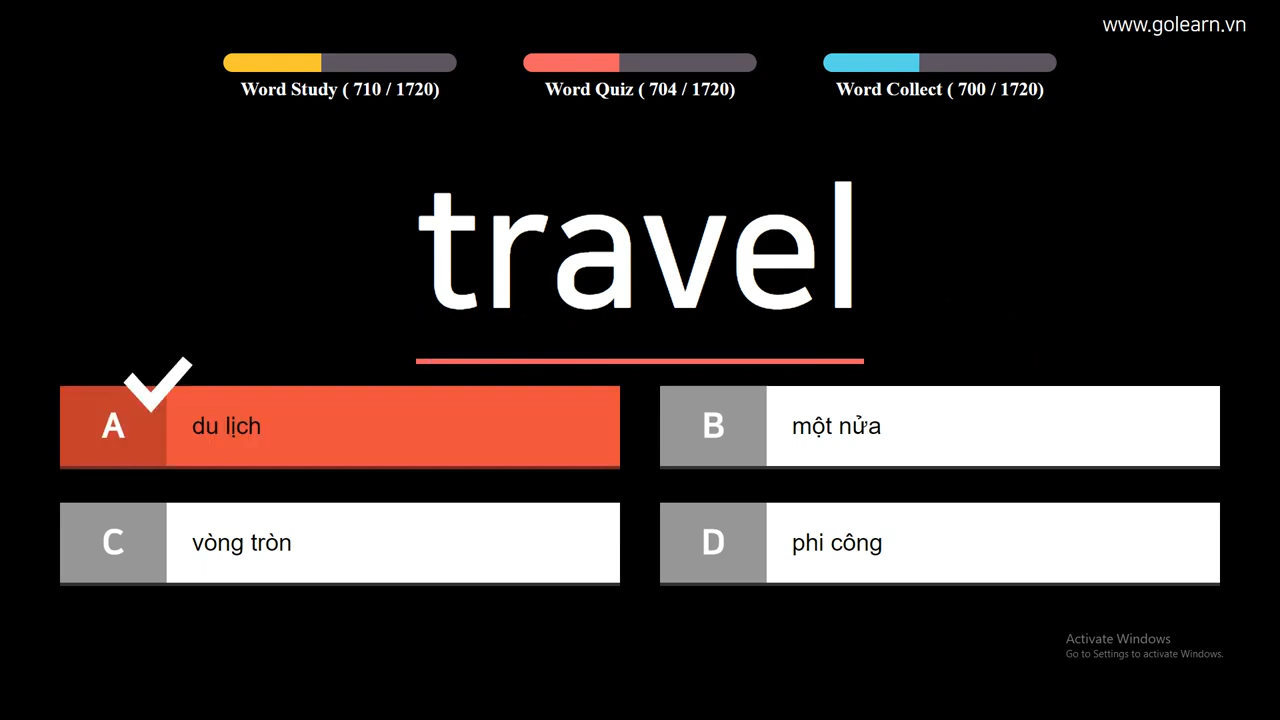 www.golearn.vn
Word Study ( 710 / 1720)
Word Quiz ( 704 / 1720)
Word Collect ( 700 / 1720)
travel
A du lịch
B một nửa
C vòng tròn
D phi công
Activate Windows
Go to Settings to activate Windows.